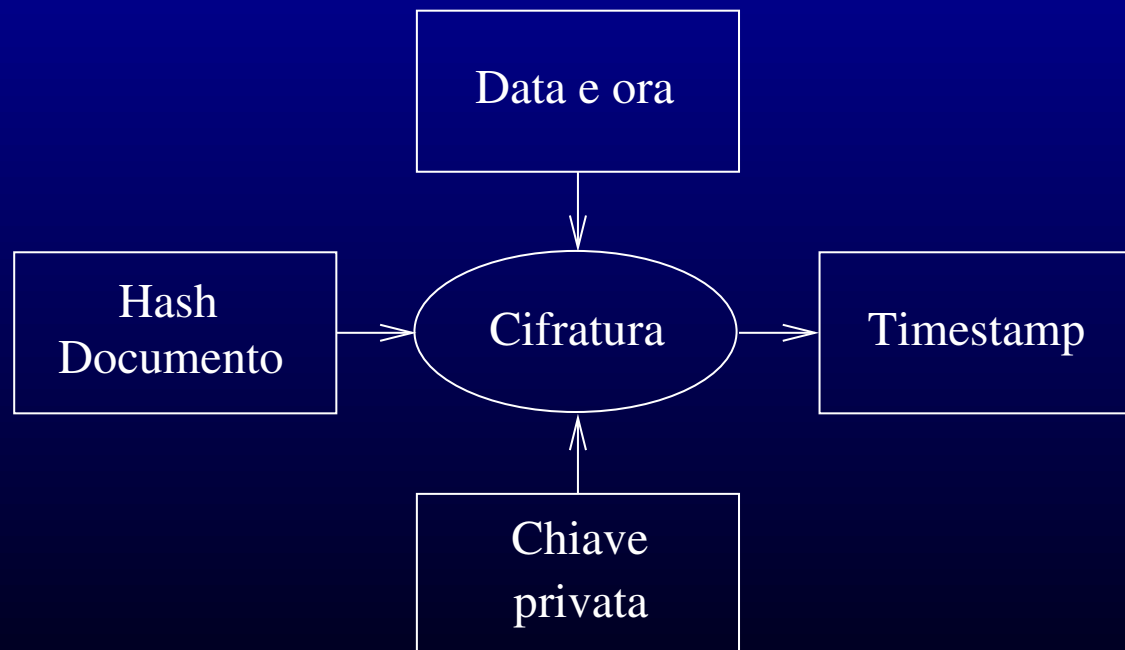 Data e ora
Hash
Documento
Cifratura
Timestamp
Chiave
privata